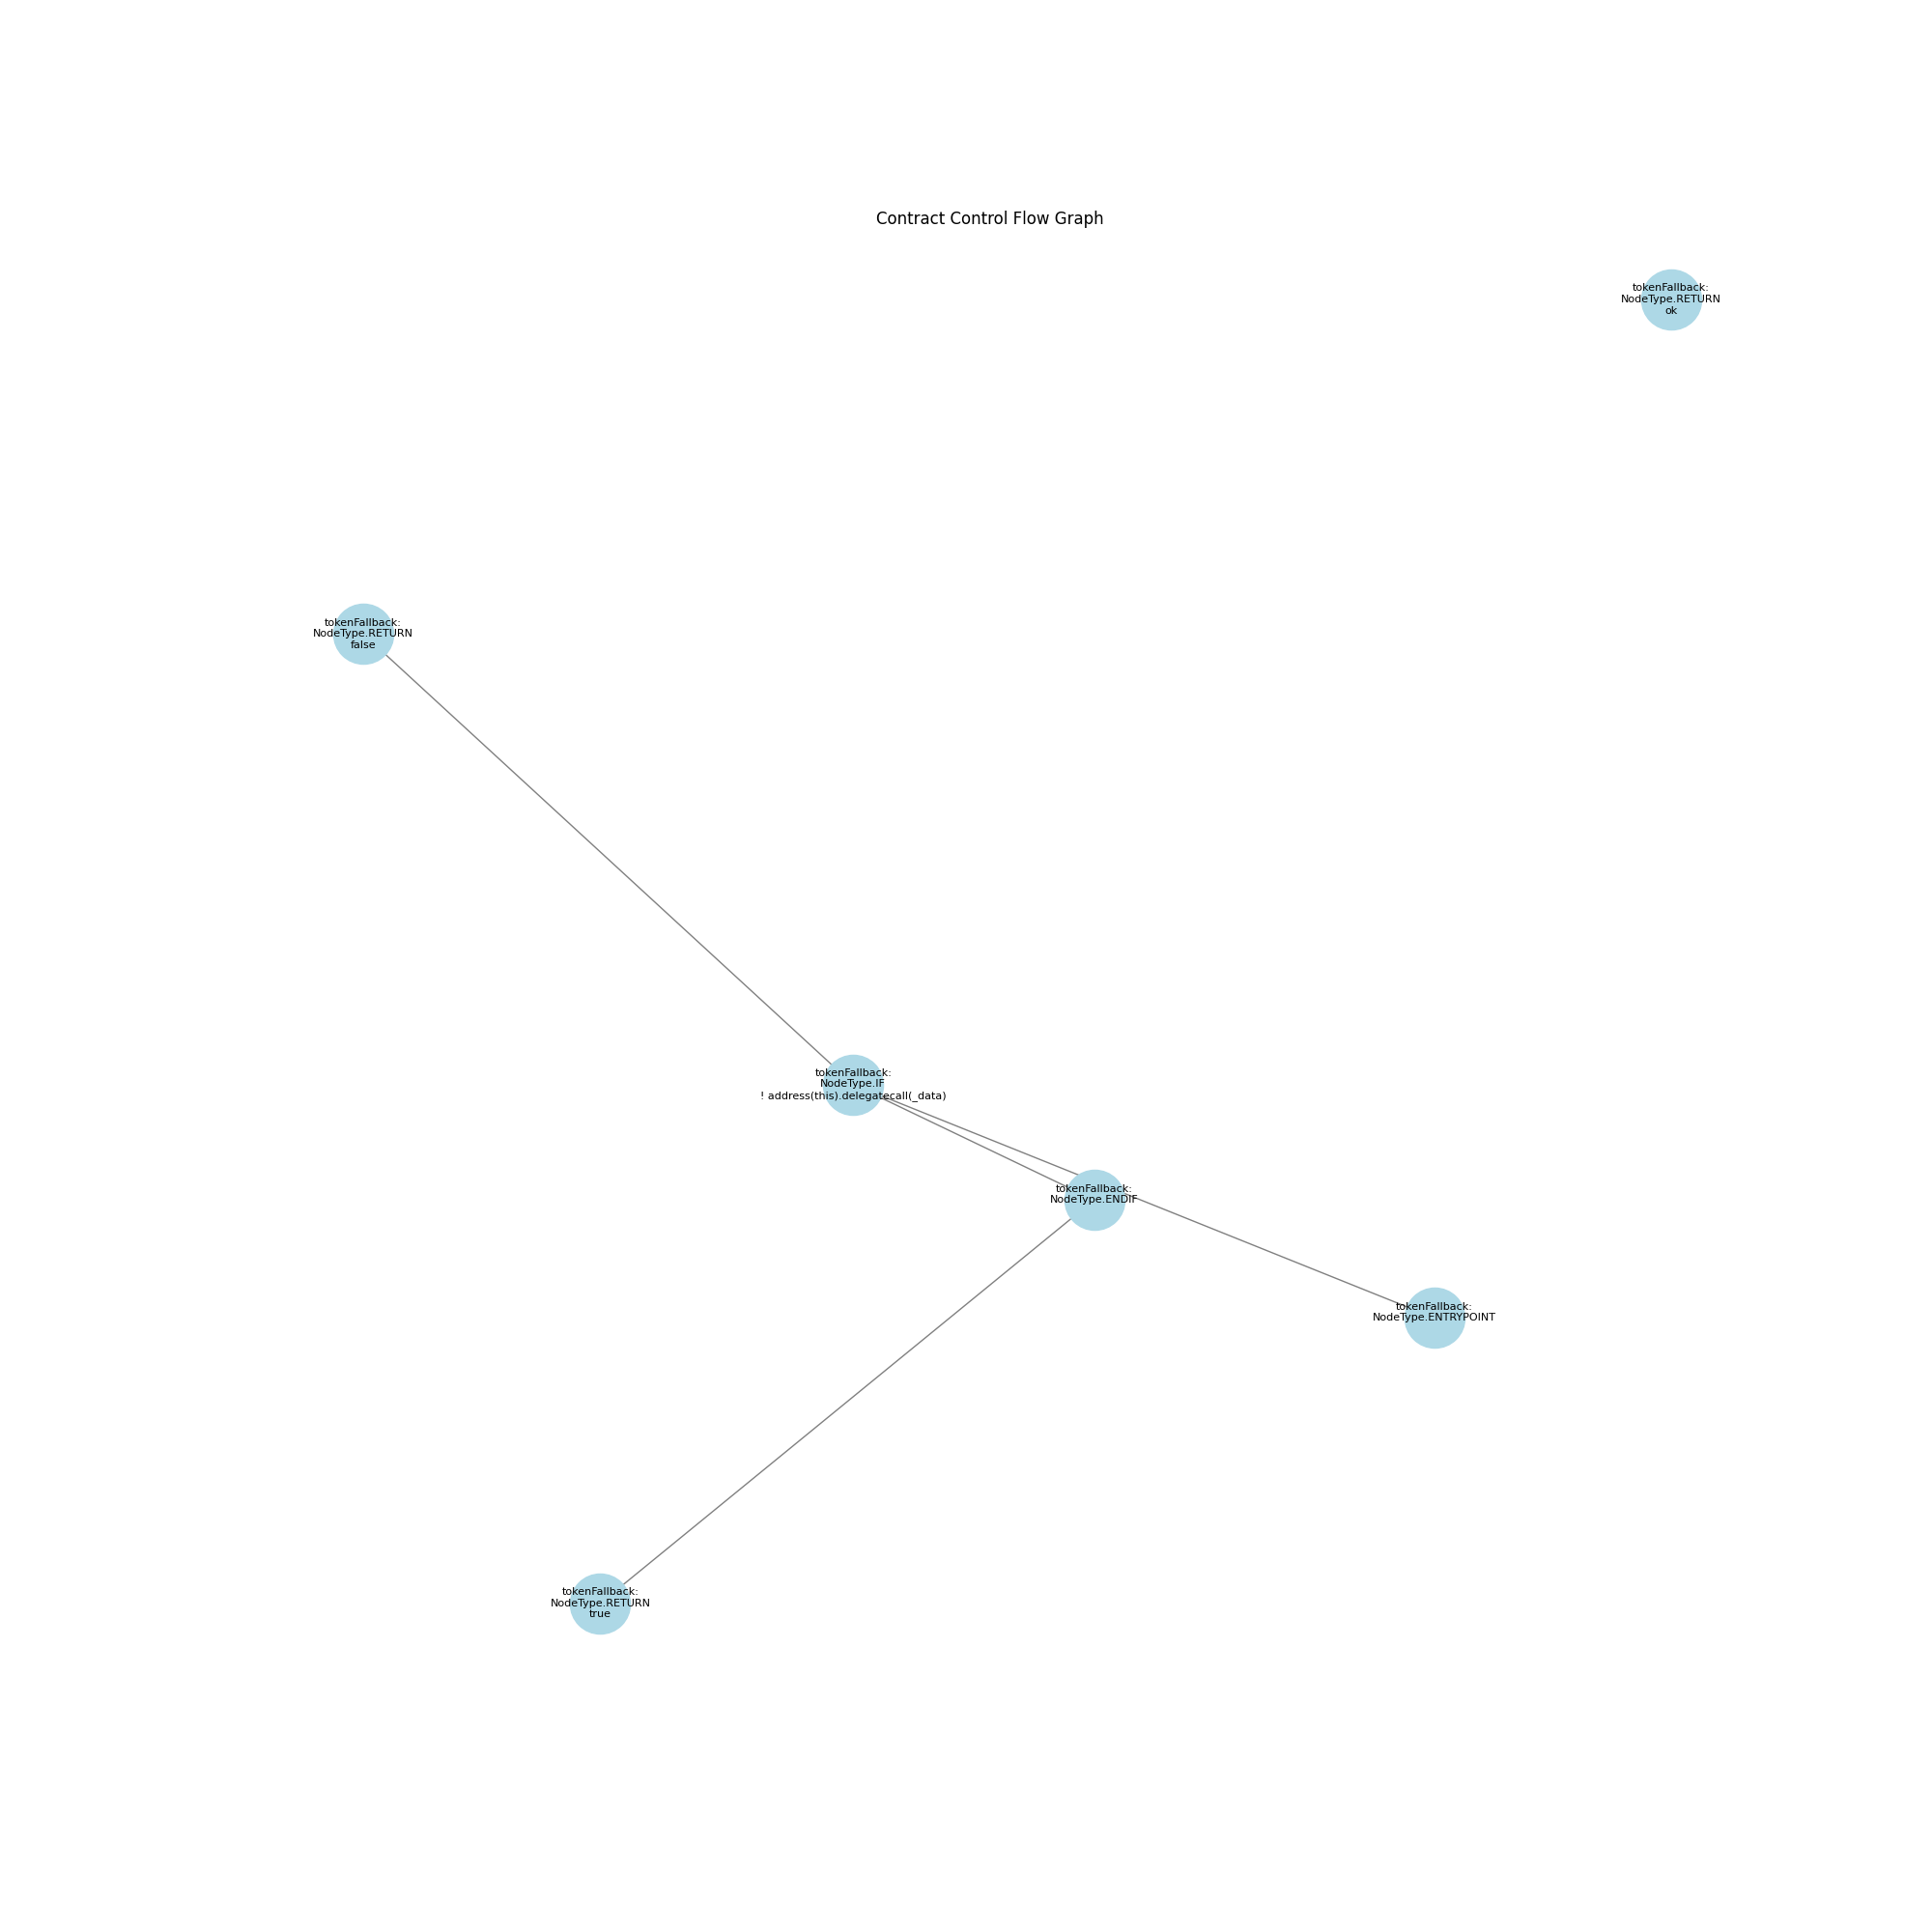 Contract Control Flow Graph
tokenFallback:
NodeType.RETURN
ok
tokenFallback:
NodeType.RETURN
false
tokenFallback:
NodeType.IF
! address(this).delegatecall(_data)
tokenFallback:
NodeType.ENDIF
tokenFallback:
NodeType.ENTRYPOINT
tokenFallback:
NodeType.RETURN
true